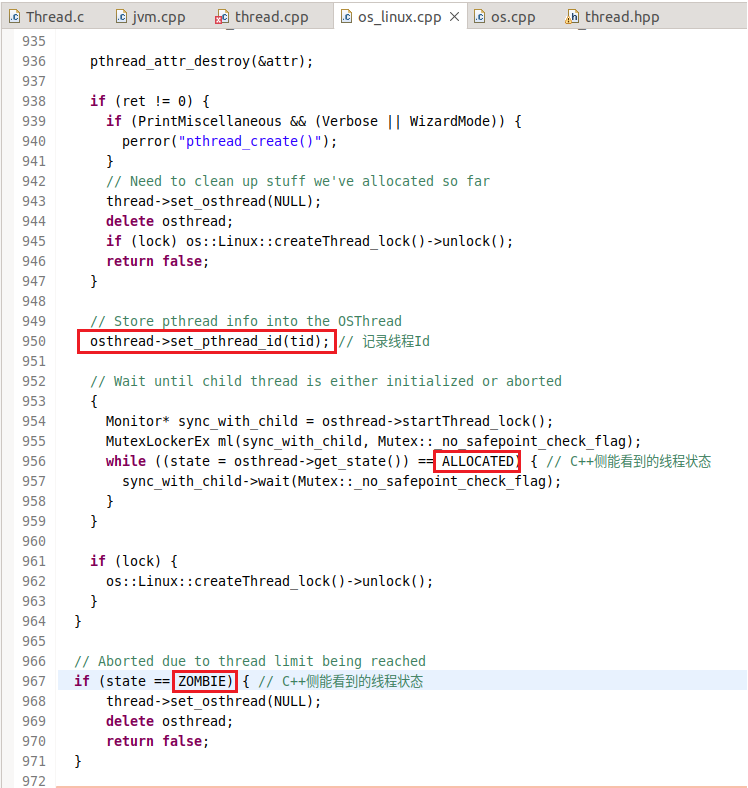 Thread.c jvm.cpp thread.cpp os_linux.cpp os.cpp thread.hpp
935
936 pthread_attr_destroy(&attr);
937
938 if (ret != 0) {
939 if (PrintMiscellaneous && (Verbose || WizardMode)) {
940 perror("pthread_create()");
941 }
942 // Need to clean up stuff we've allocated so far
943 thread->set_osthread(NULL);
944 delete osthread;
945 if (lock) os::Linux::createThread_lock()->unlock();
946 return false;
947 }
948
949 // Store pthread info into the OSThread
950 osthread->set_pthread_id(tid); // 记录线程Id
951
952 // Wait until child thread is either initialized or aborted
953 {
954 Monitor* sync_with_child = osthread->startThread_lock();
955 MutexLockerEx ml(sync_with_child, Mutex::_no_safepoint_check_flag);
956 while ((state = osthread->get_state()) == ALLOCATED) { // C++侧能看到的线程状态
957 sync_with_child->wait(Mutex::_no_safepoint_check_flag);
958 }
959 }
960
961 if (lock) {
962 os::Linux::createThread_lock()->unlock();
963 }
964 }
965
966 // Aborted due to thread limit being reached
967 if (state == ZOMBIE) { // C++侧能看到的线程状态
968 thread->set_osthread(NULL);
969 delete osthread;
970 return false;
971 }
972